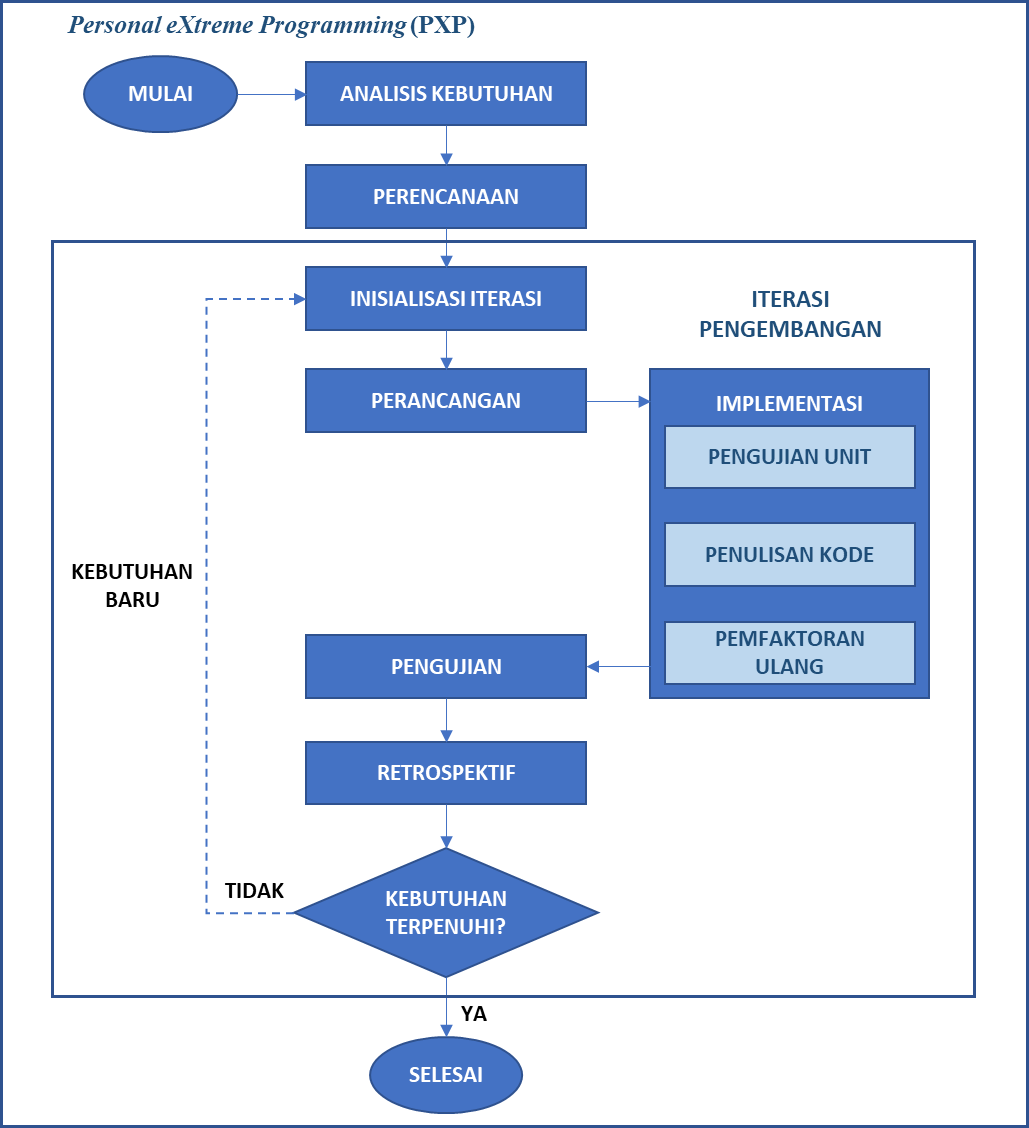 Personal eXtreme Programming (PXP)
MULAI
ANALISIS KEBUTUHAN
PERENCANAAN
INISIALISASI ITERASI
ITERASI
PENGEMBANGAN
PERANCANGAN
IMPLEMENTASI
PENGUJIAN UNIT
PENULISAN KODE
PEMFAKTORAN
ULANG
KEBUTUHAN
BARU
PENGUJIAN
RETROSPEKTIF
TIDAK
KEBUTUHAN
TERPENUHI?
YA
SELESAI